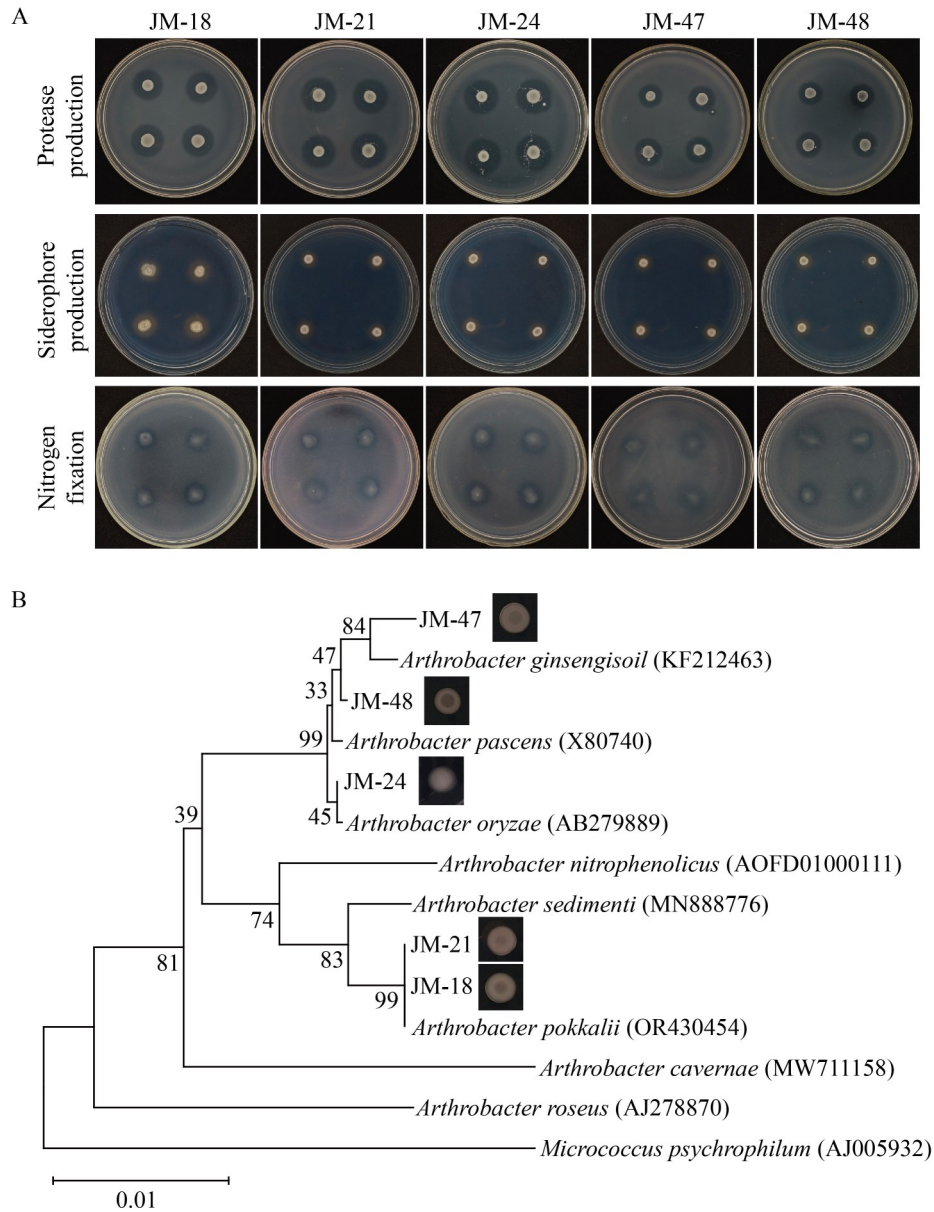 A
JM-18 JM-21 JM-24 JM-47 JM-48
Protease
production
Siderophore
production
Nitrogen
fixation
B
JM-47
84
Arthrobacter ginsengisoil (KF212463)
47
33
JM-48
99
Arthrobacter pascens (X80740)
JM-24
39
45
Arthrobacter oryzae (AB279889)
Arthrobacter nitrophenolicus (AOFD01000111)
74
Arthrobacter sedimenti (MN888776)
JM-21
81
83
JM-18
99
Arthrobacter pokkalii (OR430454)
Arthrobacter cavernae (MW711158)
Arthrobacter roseus (AJ278870)
Micrococcus psychrophilum (AJ005932)
0.01